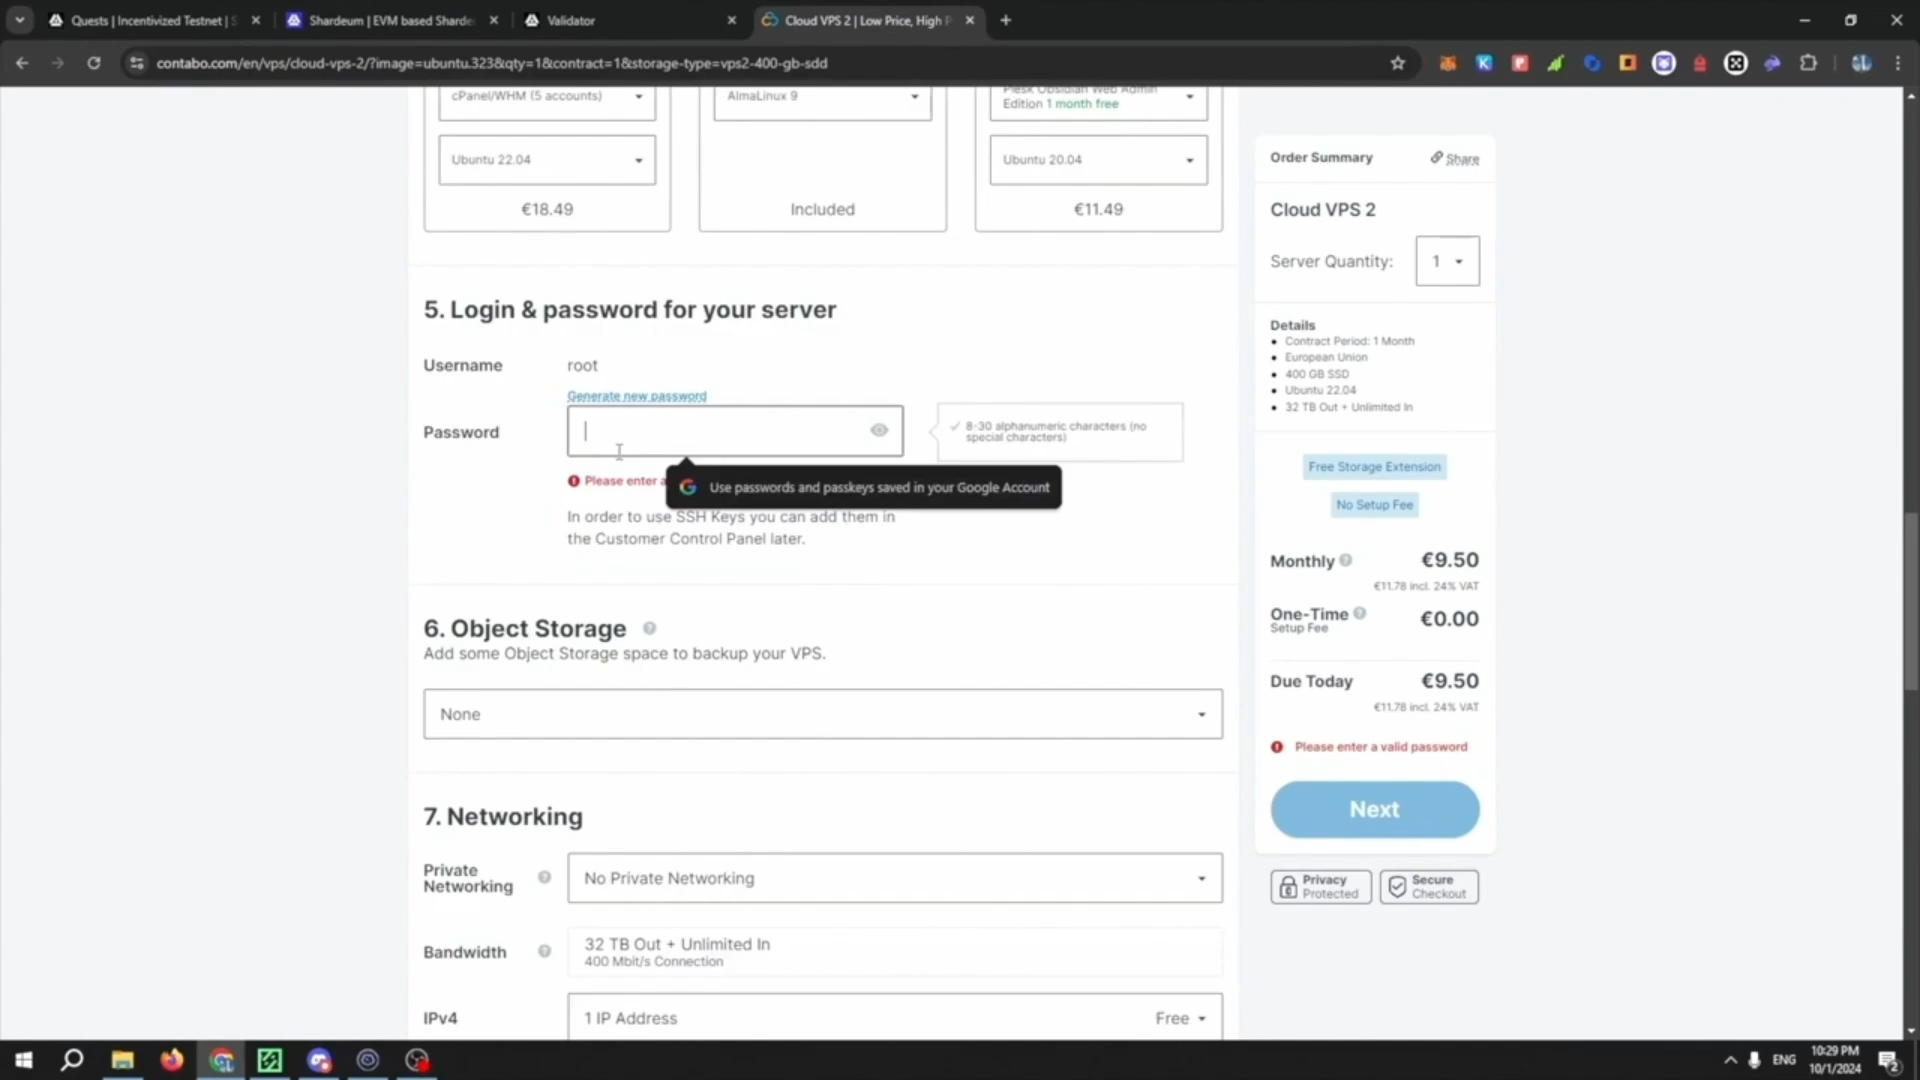 Quests | Incentivized Testnet | S
Shardeum | EVM based Sharde
Validator
Cloud VPS 2 | Low Price, High P
contabo.com/en/vps/cloud-vps-2/?image=ubuntu.323&qty=1&contract=1&storage-type=vps2-400-gb-sdd
cPanel/WHM (5 accounts)
AlmaLinux 9
Plesk Obsidian Web Admin
Edition 1 month free
Ubuntu 22.04
Ubuntu 20.04
€18.49
Included
€11.49
5. Login & password for your server
Username
root
Generate new password
Password
8-30 alphanumeric characters (no
special characters)
Please enter a
Use passwords and passkeys saved in your Google Account
In order to use SSH Keys you can add them in
the Customer Control Panel later.
6. Object Storage
Add some Object Storage space to backup your VPS.
None
7. Networking
Private
Networking
No Private Networking
Bandwidth
32 TB Out + Unlimited In
400 Mbit/s Connection
IPv4
1 IP Address
Free
Order Summary
Share
Cloud VPS 2
Server Quantity:
1
Details
Contract Period: 1 Month
European Union
400 GB SSD
Ubuntu 22.04
32 TB Out + Unlimited In
Free Storage Extension
No Setup Fee
Monthly
€9.50
€11.78 incl. 24% VAT
One-Time
Setup Fee
€0.00
Due Today
€9.50
€11.78 incl. 24% VAT
Please enter a valid password
Next
Privacy
Protected
Secure
Checkout
ENG
10:29 PM
10/1/2024
2